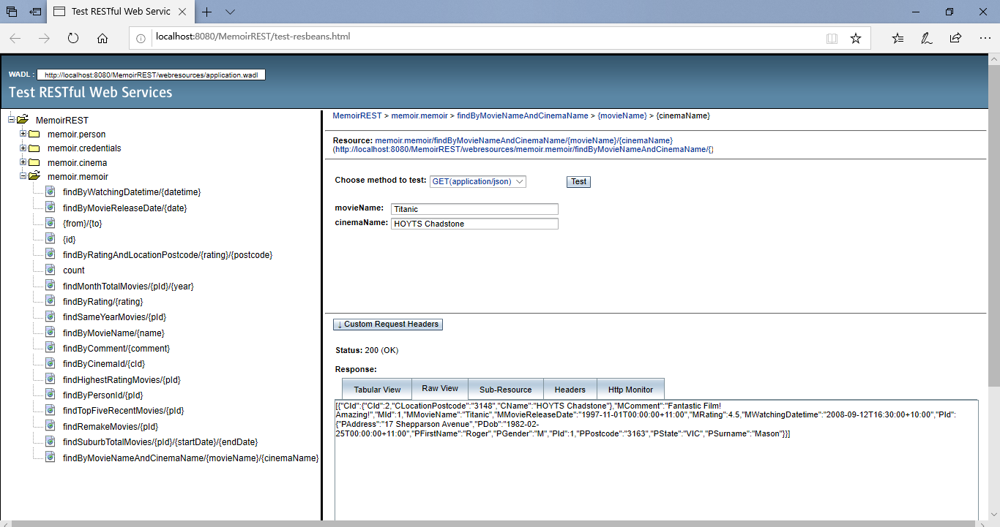 Test RESTful Web Servic
localhost:8080/MemoirREST/test-resbeans.html
WADL : http://localhost:8080/MemoirREST/webresources/application.wadl
Test RESTful Web Services
MemoirREST
memoir.person
memoir.credentials
memoir.cinema
memoir.memoir
findByWatchingDatetime/{datetime}
findByMovieReleaseDate/{date}
{from}/{to}
{id}
findByRatingAndLocationPostcode/{rating}/{postcode}
count
findMonthTotalMovies/{pId}/{year}
findByRating/{rating}
findSameYearMovies/{pId}
findByMovieName/{name}
findByComment/{comment}
findByCinemaId/{cId}
findHighestRatingMovies/{pId}
findByPersonId/{pId}
findTopFiveRecentMovies/{pId}
findRemakeMovies/{pId}
findSuburbTotalMovies/{pId}/{startDate}/{endDate}
findByMovieNameAndCinemaName/{movieName}/{cinemaName}
MemoirREST > memoir.memoir > findByMovieNameAndCinemaName > {movieName} > {cinemaName}
Resource: memoir.memoir/findByMovieNameAndCinemaName/{movieName}/{cinemaName}
(http://localhost:8080/MemoirREST/webresources/memoir.memoir/findByMovieNameAndCinemaName/{)
Choose method to test: GET(application/json) Test
movieName: Titanic
cinemaName: HOYTS Chadstone
↓ Custom Request Headers
Status: 200 (OK)
Response:
Tabular View Raw View Sub-Resource Headers Http Monitor
[{"CId":{"CId":2,"CLocationPostcode":"3148","CName":"HOYTS Chadstone"},"MComment":"Fantastic Film!
Amazing!","MId":1,"MMovieName":"Titanic","MMovieReleaseDate":"1997-11-01T00:00:00+11:00","MRating":4.5,"MWatchingDatetime":"2008-09-12T16:30:00+10:00","PId":
{"PAddress":"17 Shepparson Avenue","PDob":"1982-02-
25T00:00:00+11:00","PFirstName":"Roger","PGender":"M","PId":1,"PPostcode":"3163","PState":"VIC","PSurname":"Mason"}}]